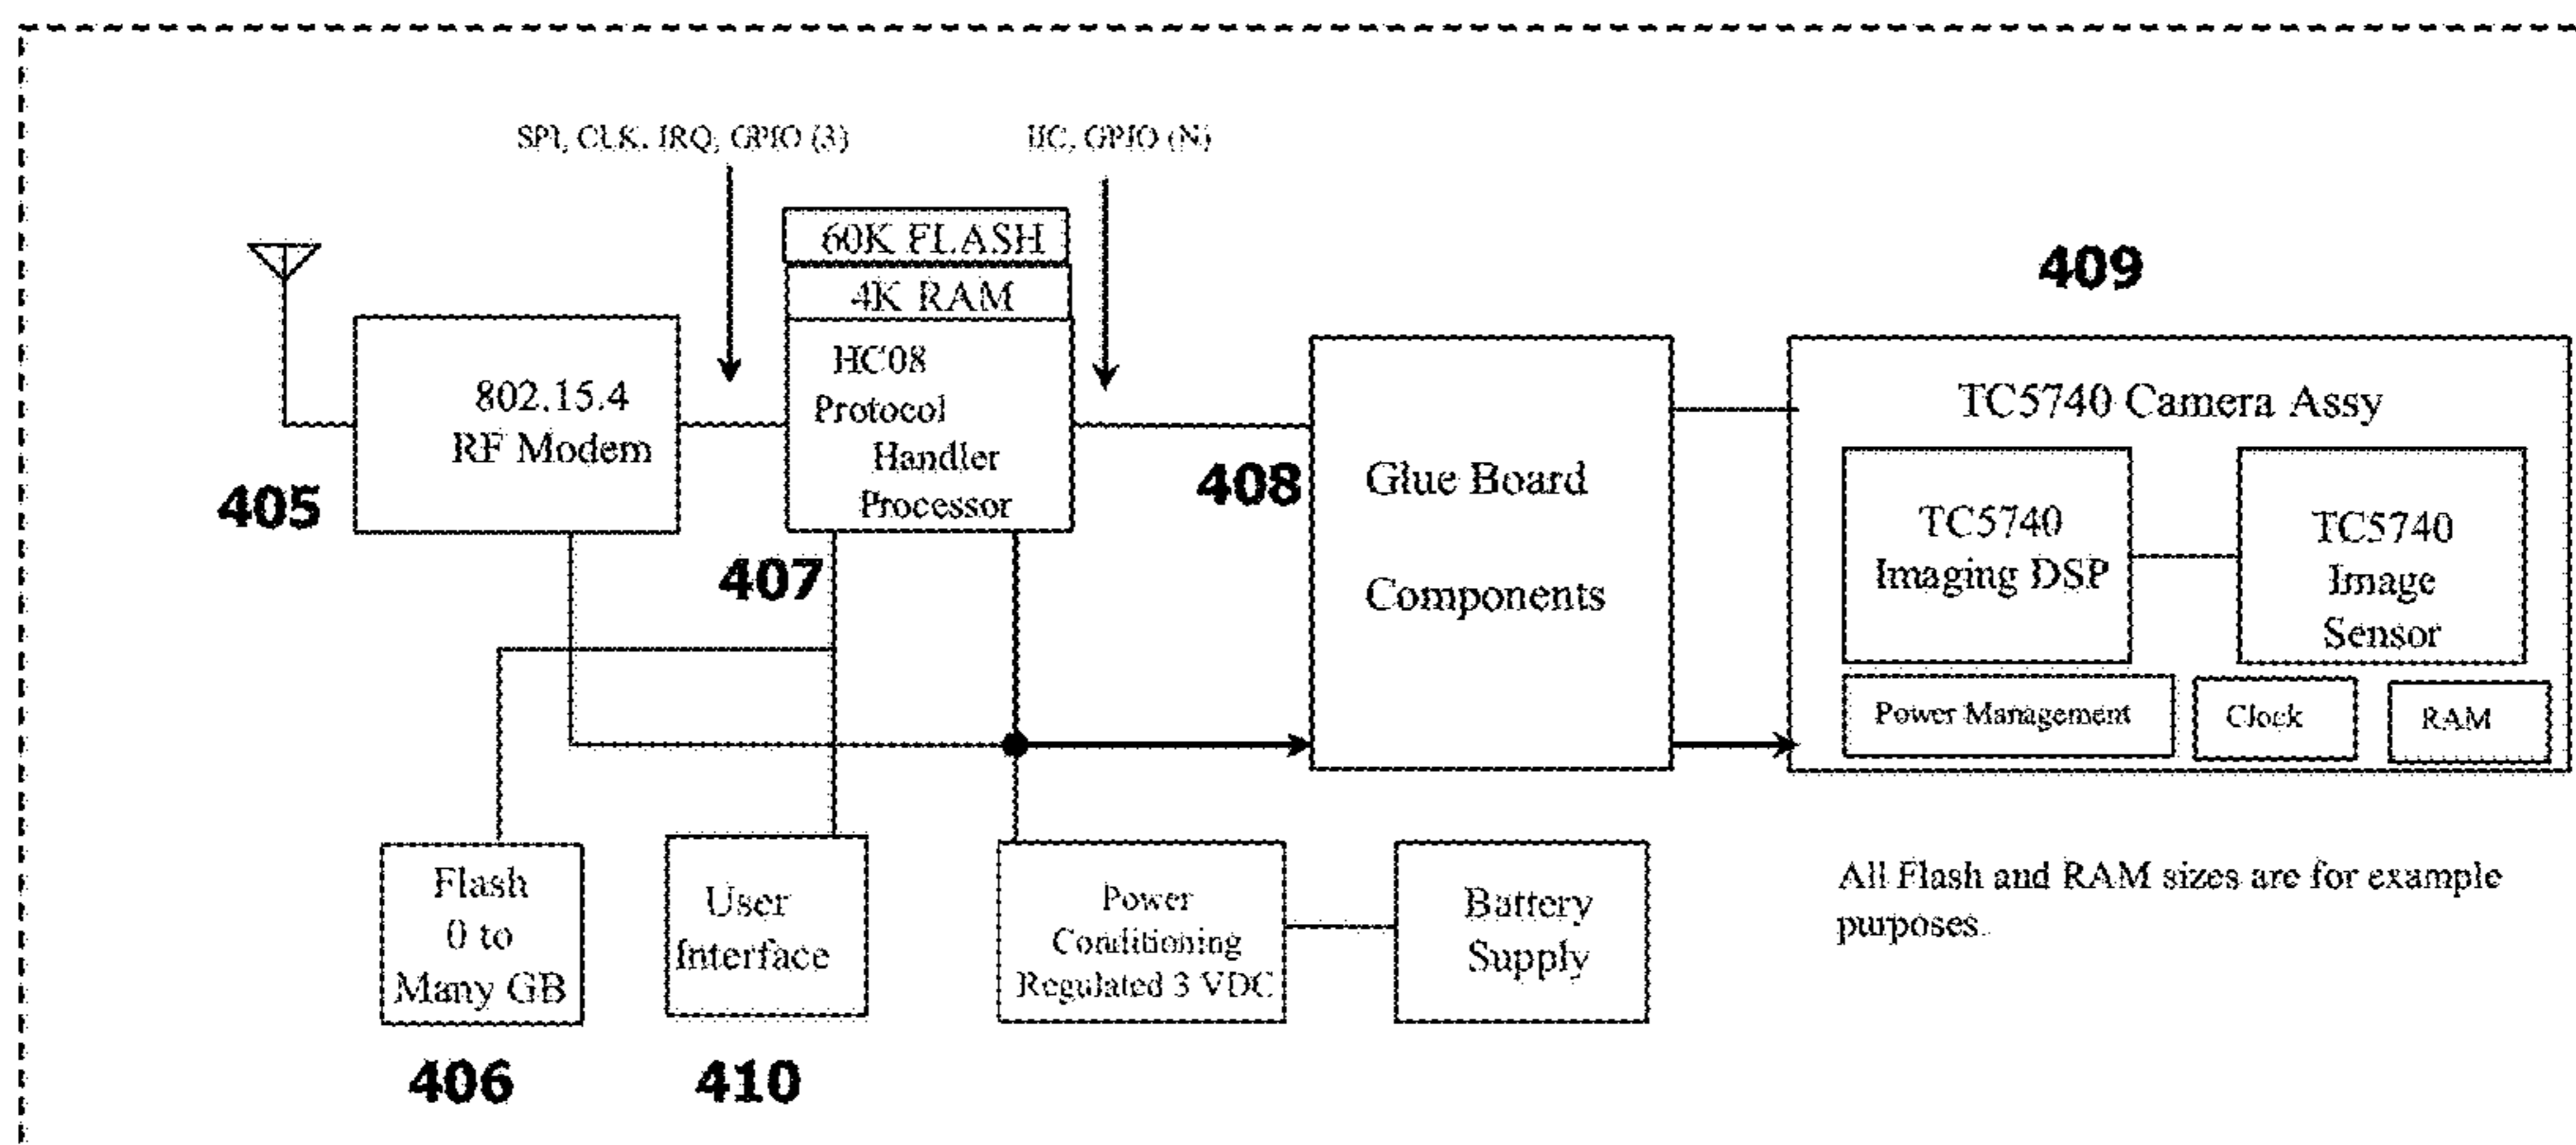 SPI, CLK, IRQ, GPIO (3)
IIC, GPIO (N)
60K FLASH
4K RAM
HC08
Protocol
Handler
Processor
802.15.4
RF Modem
405
407
408
Glue Board
Components
409
TC5740 Camera Assy
TC5740
Imaging DSP
TC5740
Image
Sensor
Power Management
Clock
RAM
Flash
0 to
Many GB
406
User
Interface
410
Power
Conditioning
Regulated 3 VDC
Battery
Supply
All Flash and RAM sizes are for example
purposes.